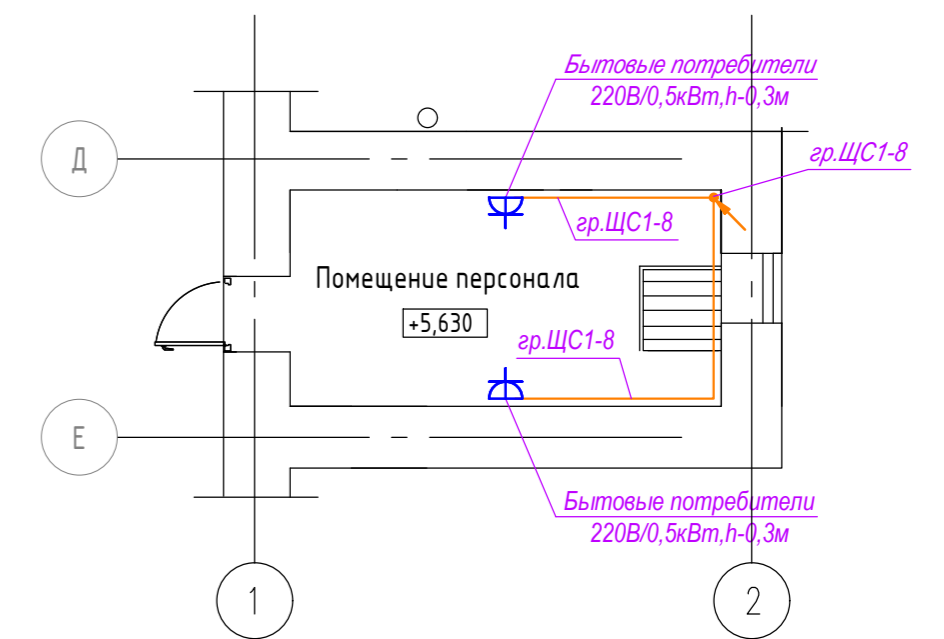 Бытовые потребители
220В/0,5кВт,h-0,3м
гр.ЩС1-8
Д
гр.ЩС1-8
Помещение персонала
+5,630
гр.ЩС1-8
Е
Бытовые потребители
220В/0,5кВт,h-0,3м
1
2